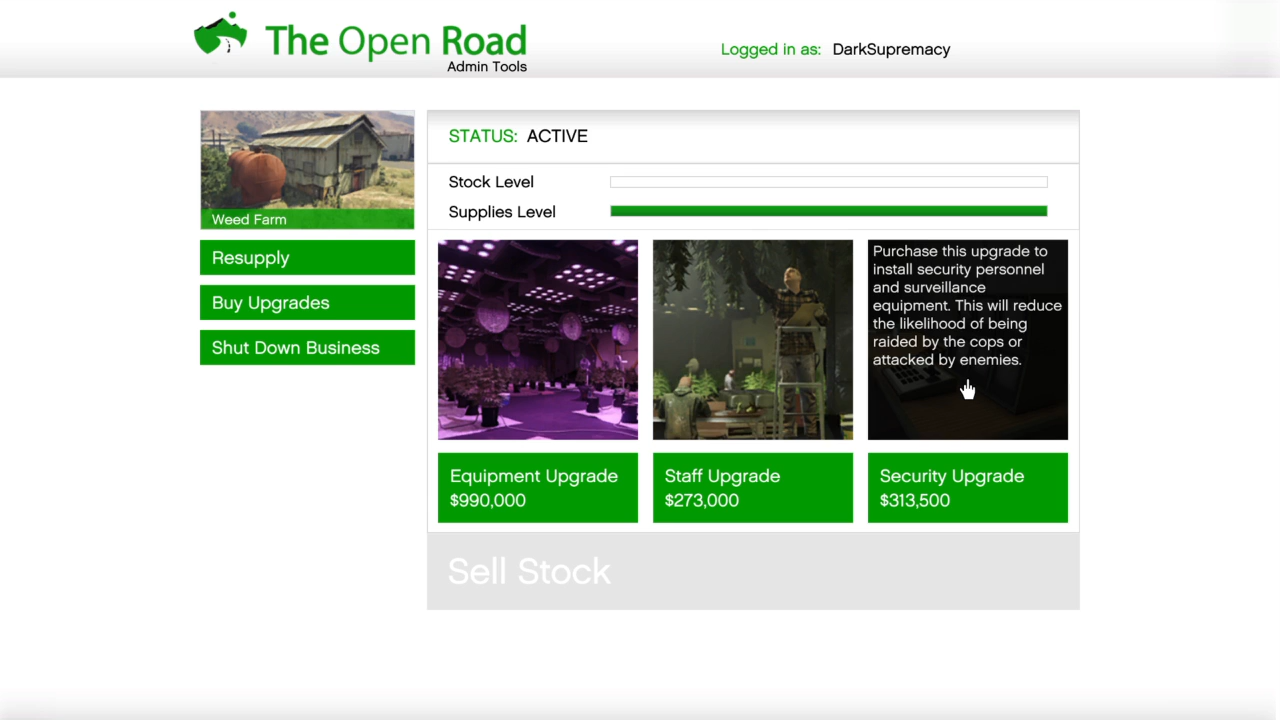 The Open Road
Admin Tools
Logged in as: DarkSupremacy
Weed Farm
Resupply
Buy Upgrades
Shut Down Business
STATUS: ACTIVE
Stock Level
Supplies Level
Purchase this upgrade to
install security personnel
and surveillance
equipment. This will reduce
the likelihood of being
raided by the cops or
attacked by enemies.
Equipment Upgrade
$990,000
Staff Upgrade
$273,000
Security Upgrade
$313,500
Sell Stock